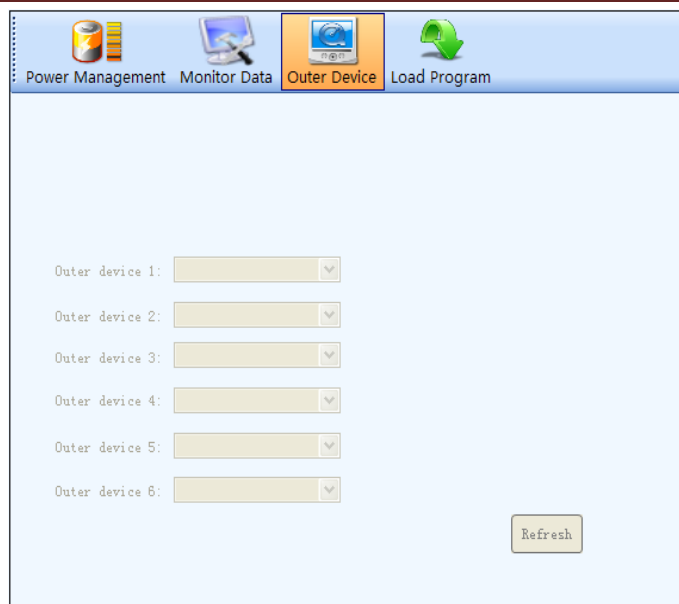 Power Management Monitor Data Outer Device Load Program
Outer device 1:
Outer device 2:
Outer device 3:
Outer device 4:
Outer device 5:
Outer device 6:
Refresh